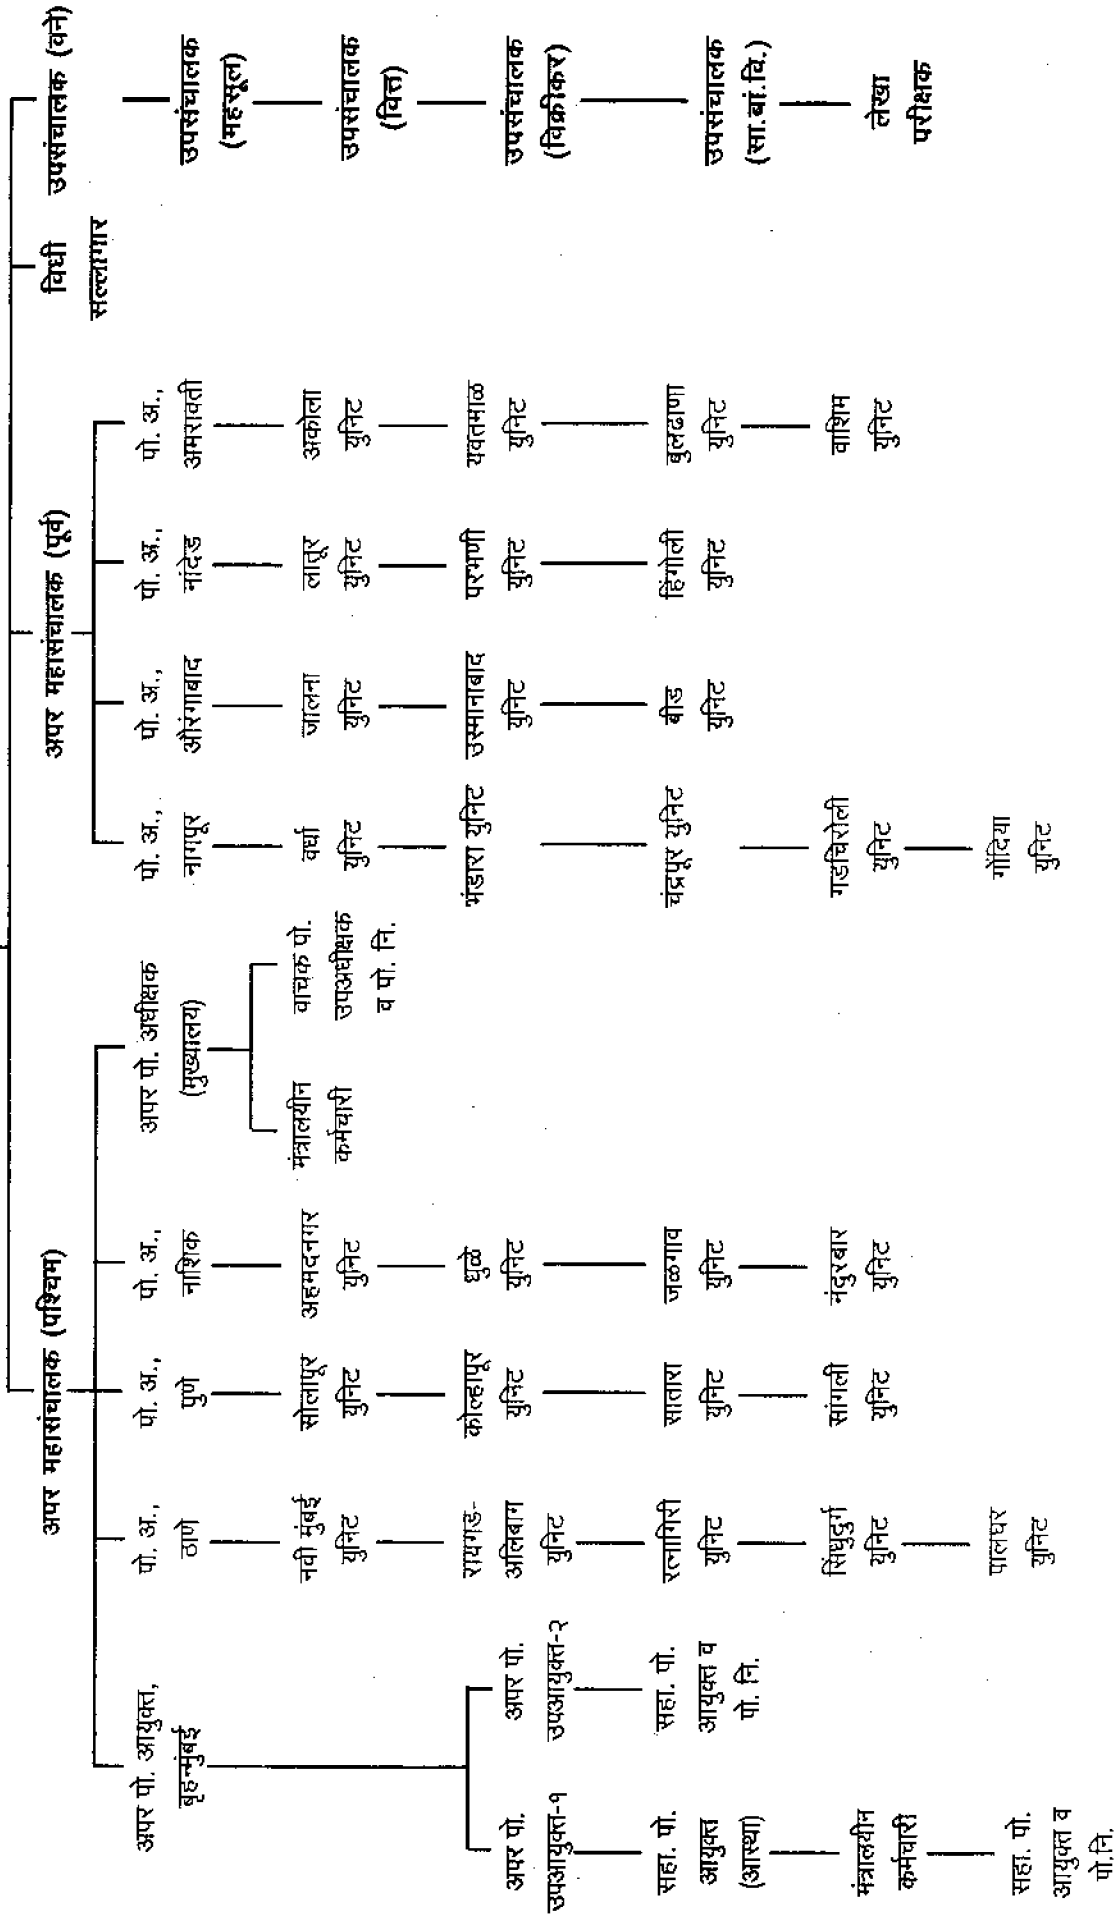 अपर महासंचालक (पश्चिम)
अपर पो. आयुक्त,
बृहन्मुंबई
अपर पो.
उपआयुक्त-१
सहा. पो.
आयुक्त
(आस्था)
मंत्रालयीन
कर्मचारी
सहा. पो.
आयुक्त व
पो.नि.
अपर पो.
उपआयुक्त-२
सहा. पो.
आयुक्त व
पो. नि.
पो. अ.,
ठाणे
नवी मुंबई
युनिट
रायगड-
अलिबाग
युनिट
रत्नागिरी
युनिट
सिंधुदुर्ग
युनिट
पालघर
युनिट
पो. अ.,
पुणे
सोलापूर
युनिट
कोल्हापूर
युनिट
सातारा
युनिट
सांगली
युनिट
पो. अ.,
नाशिक
अहमदनगर
युनिट
धुळे
युनिट
जळगाव
युनिट
नंदुरबार
युनिट
अपर पो. अधीक्षक
(मुख्यालय)
मंत्रालयीन
कर्मचारी
वाचक पो.
उपअधीक्षक
व पो. नि.
अपर महासंचालक (पूर्व)
पो. अ.,
नागपूर
वर्धा
युनिट
भंडारा युनिट
चंद्रपूर युनिट
गडचिरोली
युनिट
गोंदिया
युनिट
पो. अ.,
औरंगाबाद
जालना
युनिट
उस्मानाबाद
युनिट
बीड
युनिट
पो. अ.,
नांदेड
लातूर
युनिट
परभणी
युनिट
हिंगोली
युनिट
पो. अ.,
अमरावती
अकोला
युनिट
यवतमाळ
युनिट
बुलढाणा
युनिट
वाशिम
युनिट
विधी
सल्लागार
उपसंचालक (वने)
उपसंचालक
(महसूल)
उपसंचालक
(वित्त)
उपसंचालक
(विक्रीकर)
उपसंचालक
(सा.बां.वि.)
लेखा
परीक्षक